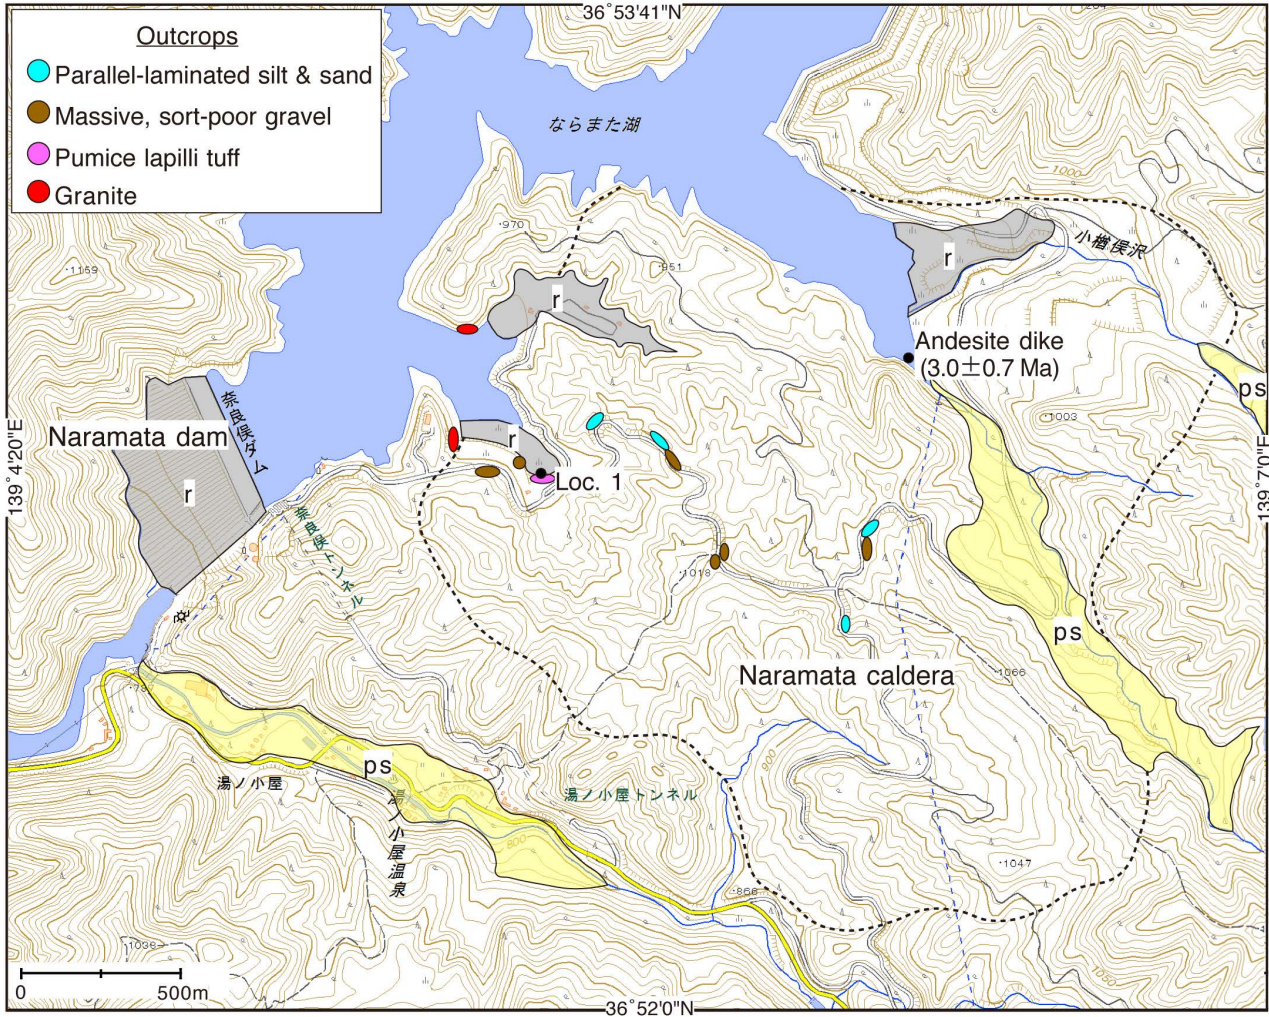 36°53'41"N
Outcrops
Parallel-laminated silt & sand
Massive, sort-poor gravel
Pumice lapilli tuff
Granite
ならまた湖
1000
·970
·951
·1159
r
r
小楢俣沢
Andesite dike
(3.0±0.7 Ma)
ps
·1003
奈良俣ダム
Naramata dam
r
r
Loc. 1
139°4'20"E
139°7'0"E
奈良俣トンネル
·1018
ps
Naramata caldera
·1066
ps
湯ノ小屋
湯ノ小屋温泉
湯ノ小屋トンネル
900
800
·866
·1047
1036
1050
0
500m
36°52'0"N